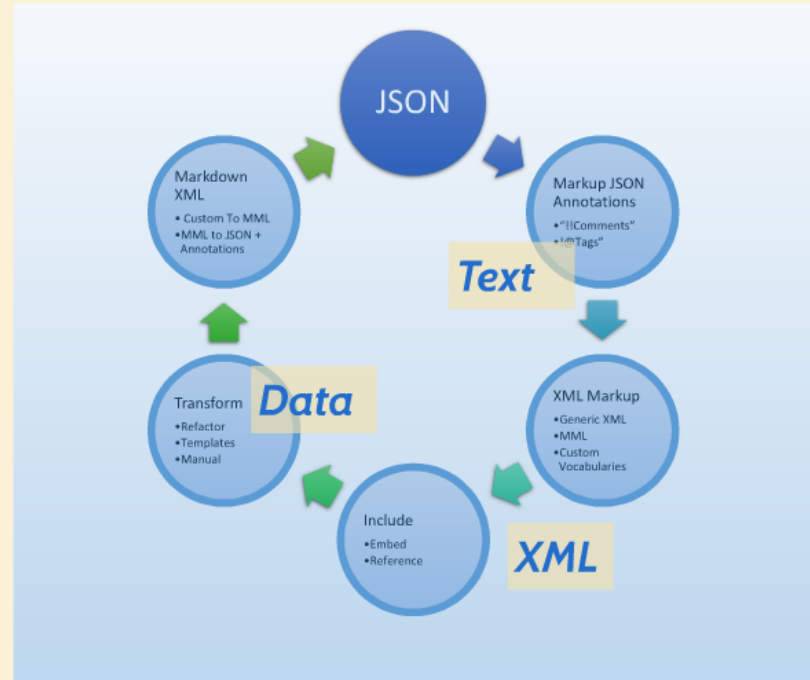 JSON
Markup JSON
Annotations
•"!!Comments"
•!@Tags"
Text
XML Markup
•Generic XML
•MML
•Custom
Vocabularies
XML
Include
•Embed
•Reference
Transform
•Refactor
•Templates
•Manual
Data
Markdown
XML
• Custom To MML
•MML to JSON +
Annotations